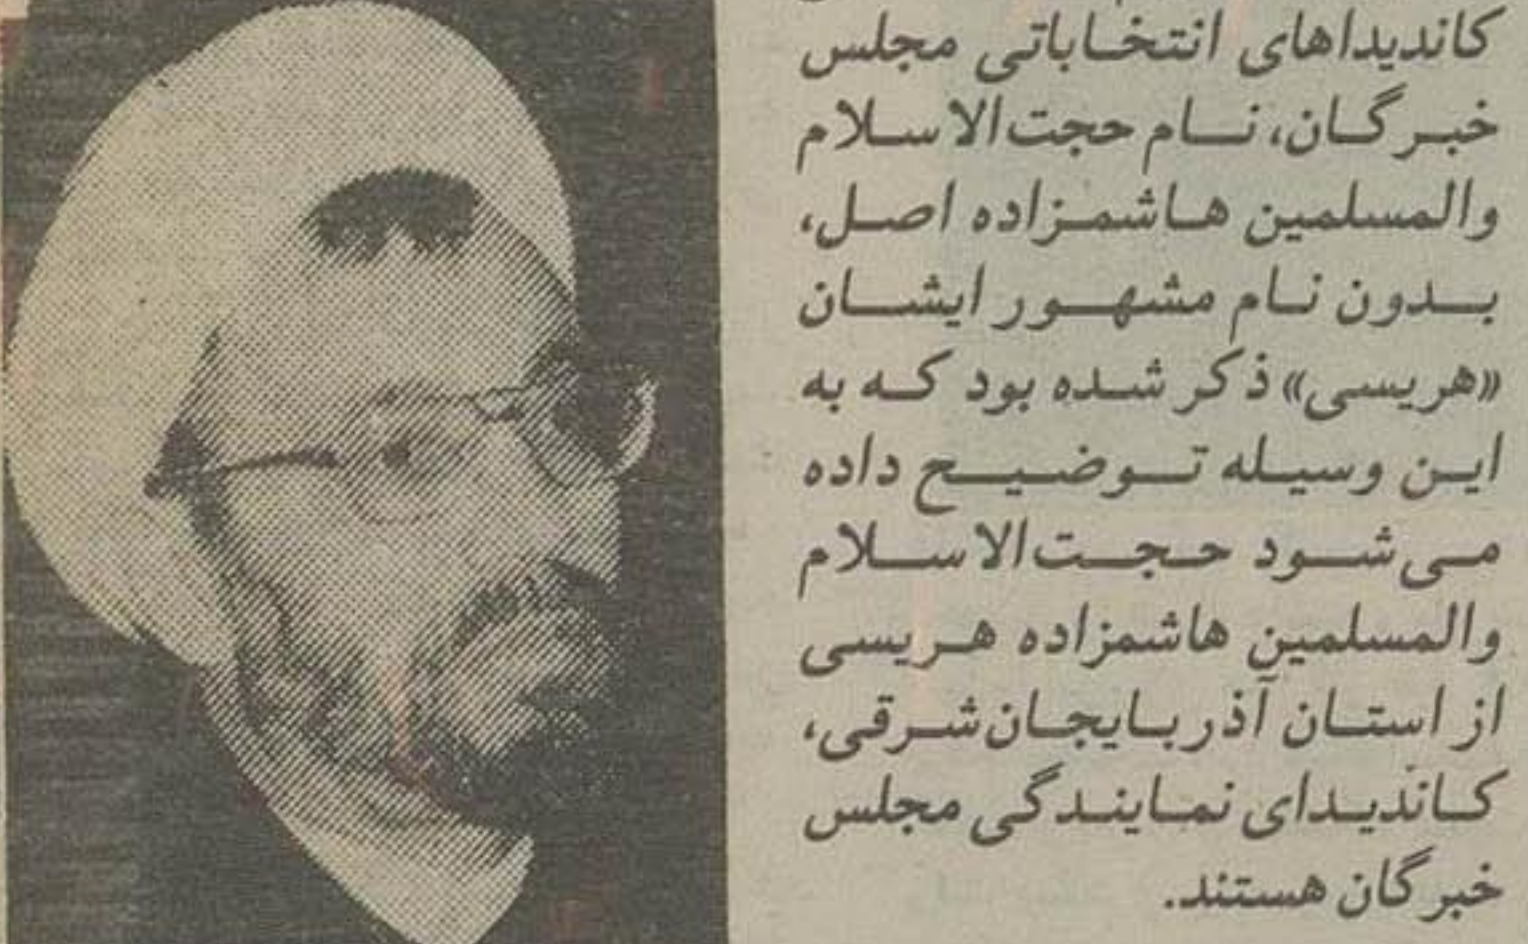 کاندیداهای انتخاباتی مجلس
خبرگان، نام حجت‌الاسلام
والمسلمین هاشمزاده اصل،
بدون نام مشهور ایشان
«هریسی» ذکر شده بود که به
این وسیله توضیح داده
می‌شود حجت‌الاسلام
والمسلمین هاشمزاده هریسی
از استان آذربایجان‌شرقی،
کاندیدای نمایندگی مجلس
خبرگان هستند.